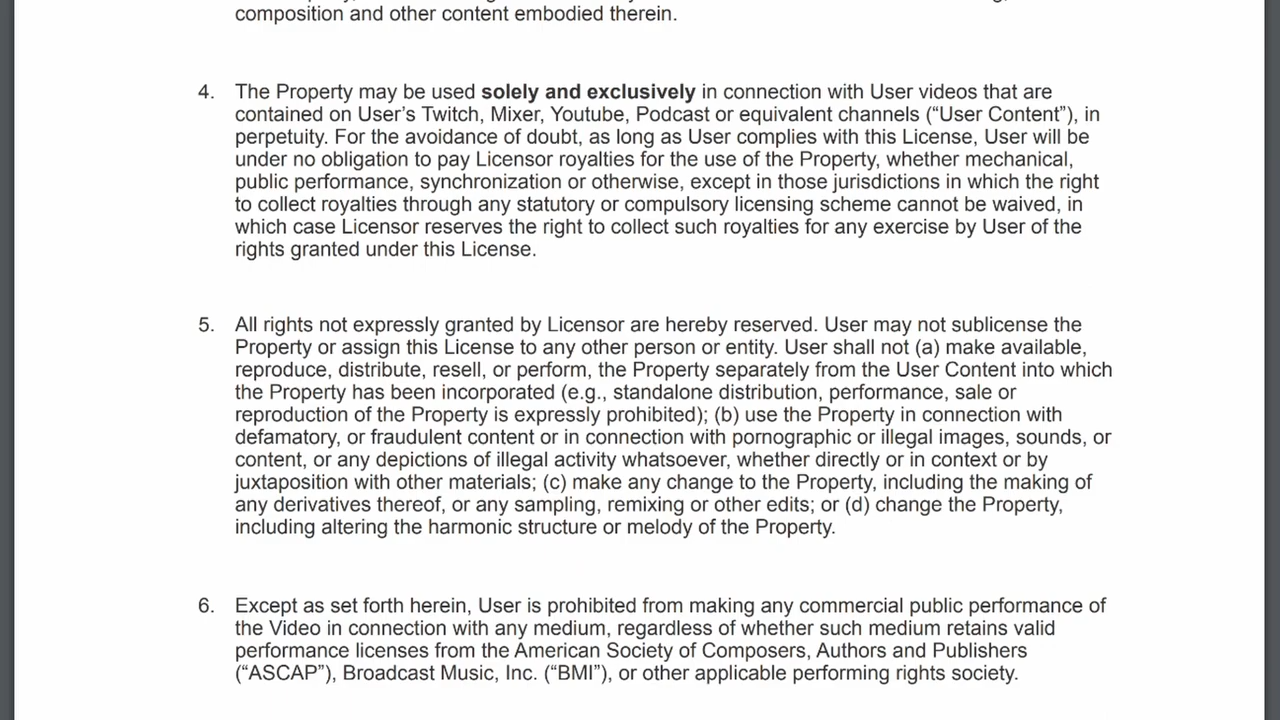 composition and other content embodied therein.
4. The Property may be used solely and exclusively in connection with User videos that are
contained on User's Twitch, Mixer, Youtube, Podcast or equivalent channels (“User Content”), in
perpetuity. For the avoidance of doubt, as long as User complies with this License, User will be
under no obligation to pay Licensor royalties for the use of the Property, whether mechanical,
public performance, synchronization or otherwise, except in those jurisdictions in which the right
to collect royalties through any statutory or compulsory licensing scheme cannot be waived, in
which case Licensor reserves the right to collect such royalties for any exercise by User of the
rights granted under this License.
5. All rights not expressly granted by Licensor are hereby reserved. User may not sublicense the
Property or assign this License to any other person or entity. User shall not (a) make available,
reproduce, distribute, resell, or perform, the Property separately from the User Content into which
the Property has been incorporated (e.g., standalone distribution, performance, sale or
reproduction of the Property is expressly prohibited); (b) use the Property in connection with
defamatory, or fraudulent content or in connection with pornographic or illegal images, sounds, or
content, or any depictions of illegal activity whatsoever, whether directly or in context or by
juxtaposition with other materials; (c) make any change to the Property, including the making of
any derivatives thereof, or any sampling, remixing or other edits; or (d) change the Property,
including altering the harmonic structure or melody of the Property.
6. Except as set forth herein, User is prohibited from making any commercial public performance of
the Video in connection with any medium, regardless of whether such medium retains valid
performance licenses from the American Society of Composers, Authors and Publishers
(“ASCAP”), Broadcast Music, Inc. (“BMI”), or other applicable performing rights society.